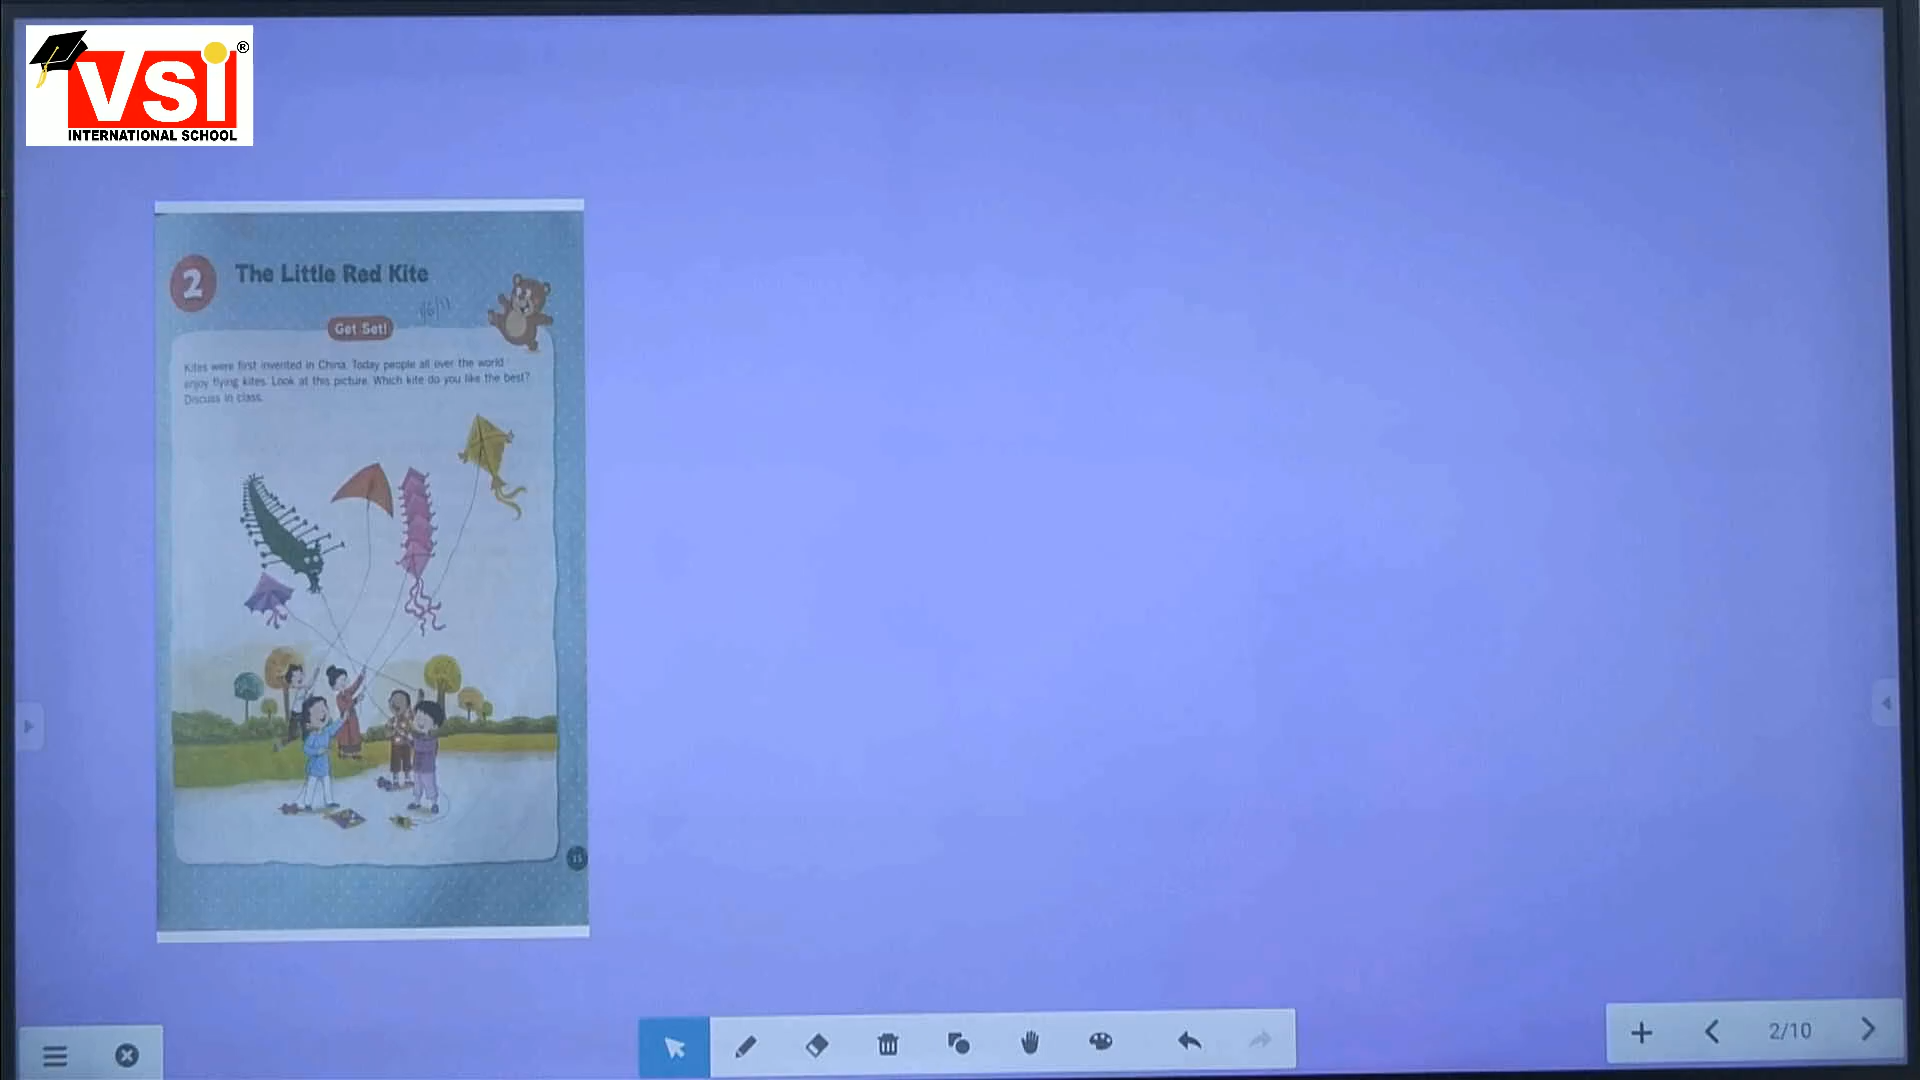 VSI ®
INTERNATIONAL SCHOOL
2
The Little Red Kite
Get Set!
Kites were first invented in China. Today people all over the world
enjoy flying kites. Look at this picture. Which kite do you like the best?
Discuss in class.
2/10